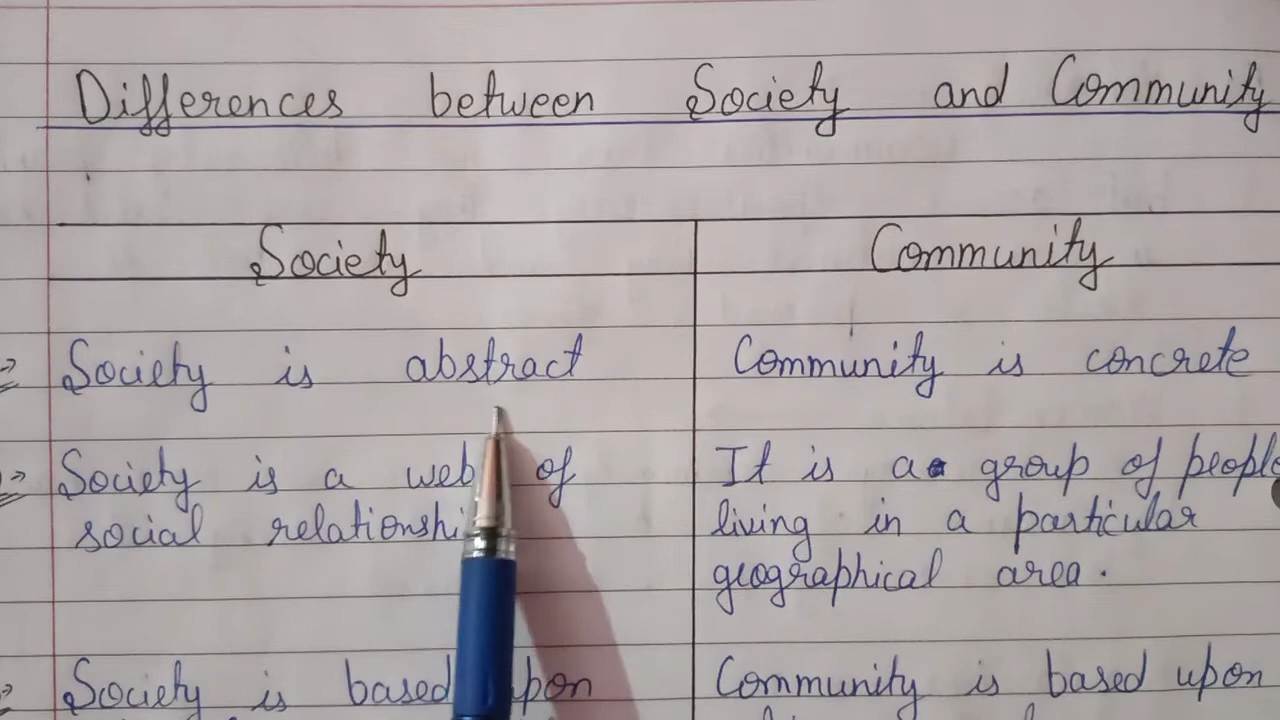 Differences between Society and Community
Society
Community
Society is abstract
Community is concrete
Society is a web of
social
It is a group of people
living in a particular
geographical area.
Society is based upon
Community is based upon